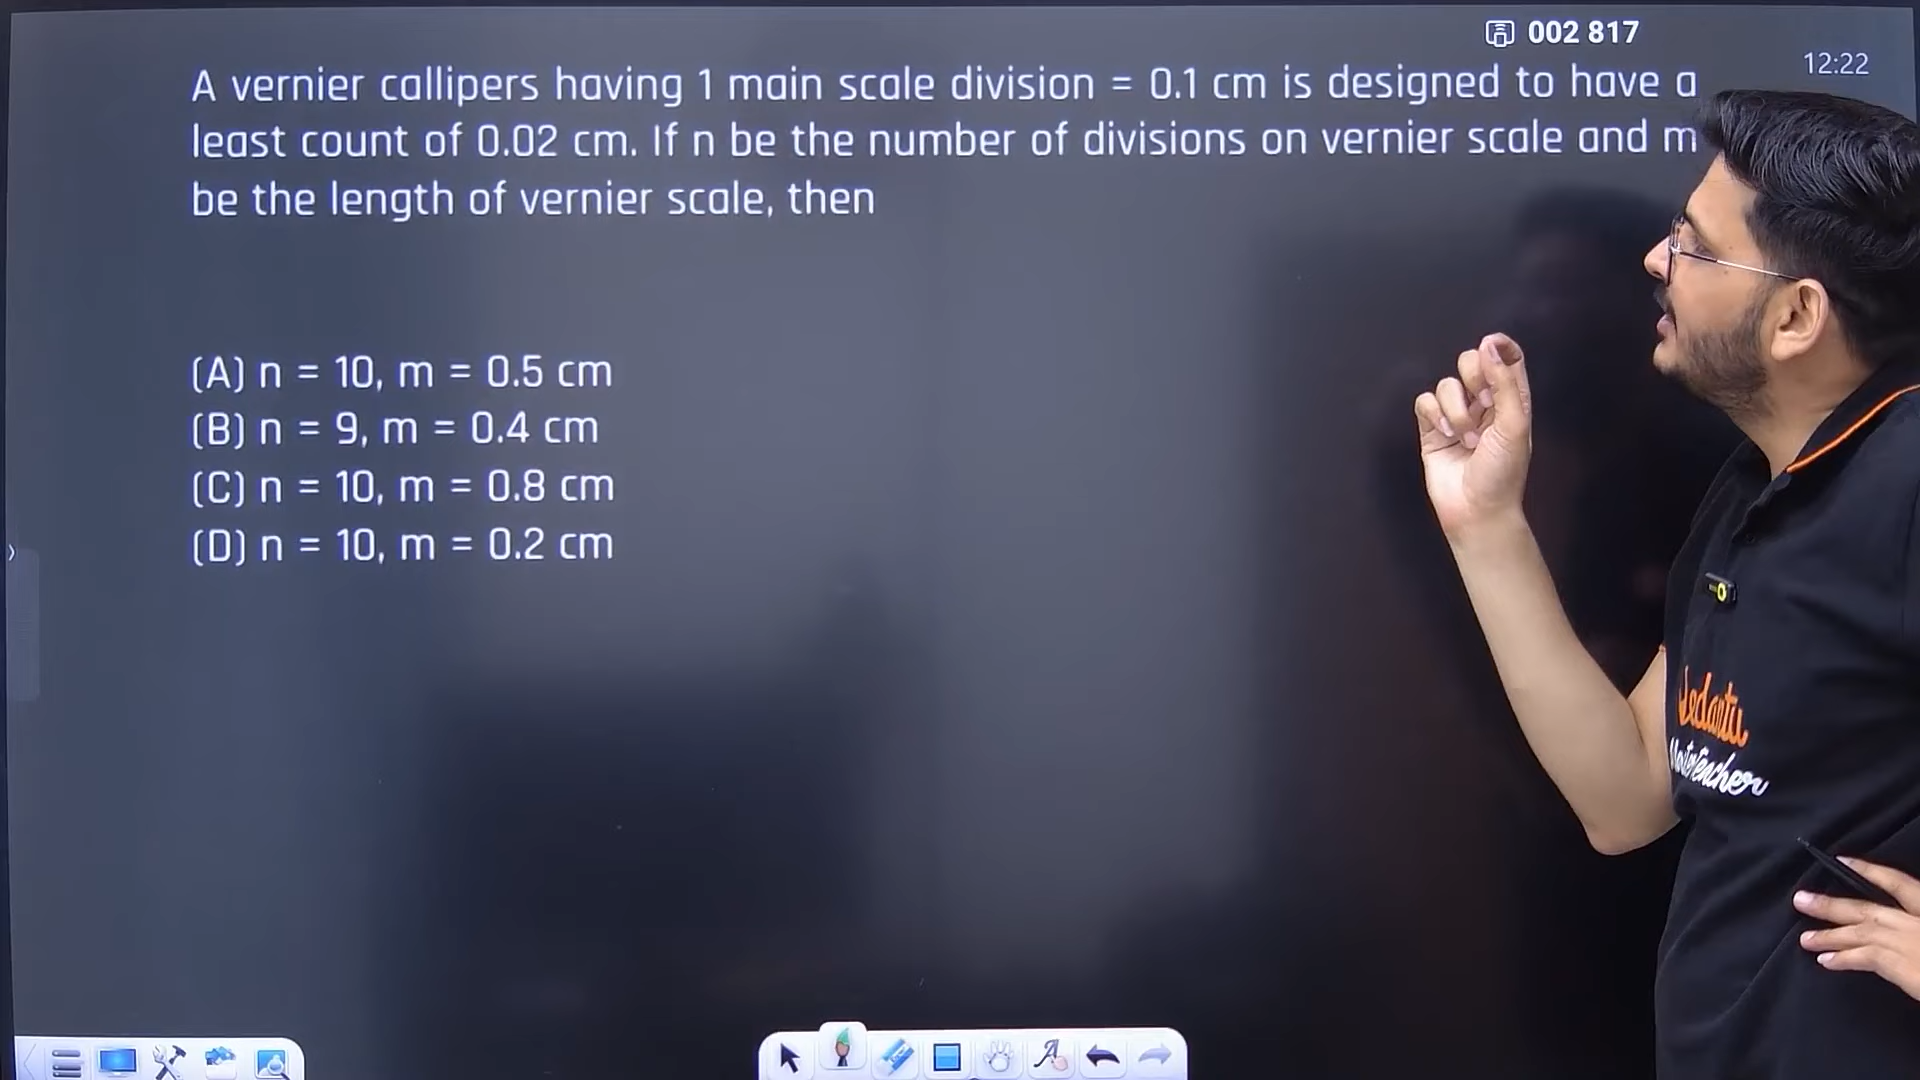 002 817
12:22
A vernier callipers having 1 main scale division = 0.1 cm is designed to have a
least count of 0.02 cm. If n be the number of divisions on vernier scale and m
be the length of vernier scale, then
(A) n = 10, m = 0.5 cm
(B) n = 9, m = 0.4 cm
(C) n = 10, m = 0.8 cm
(D) n = 10, m = 0.2 cm
Vedantu
MasterTeacher